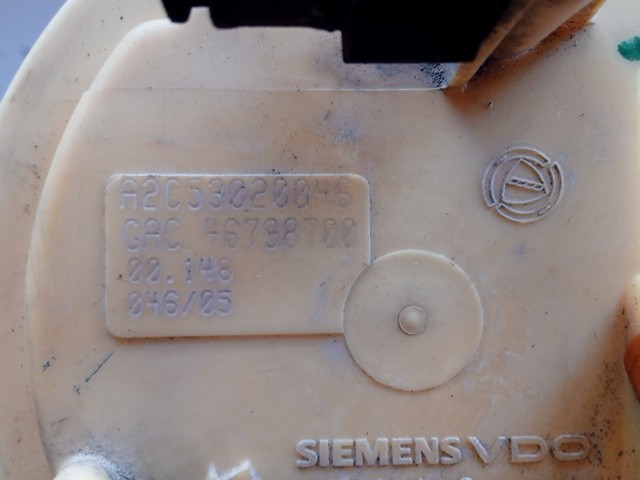 A2C53020046
GAC 46798700
00.148
046/05
SIEMENS VDO